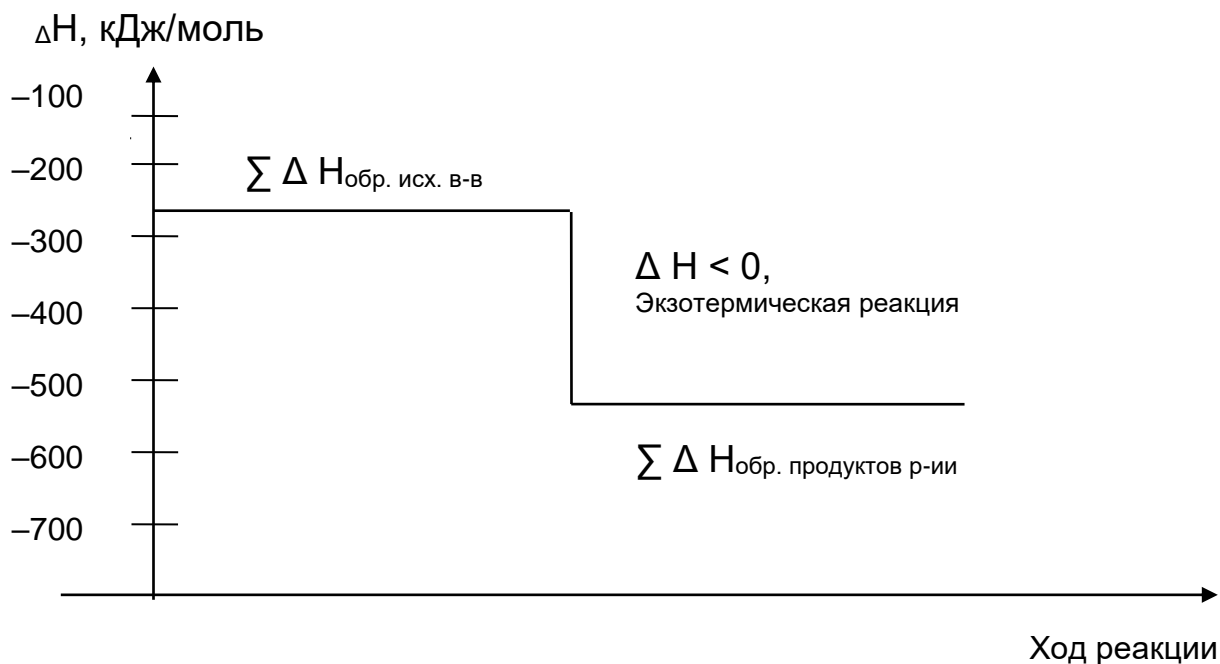 ΔH, кДж/моль
–100
–200
∑ Δ Hобр. исх. в-в
–300
Δ H < 0,
Экзотермическая реакция
–400
–500
–600
∑ Δ Hобр. продуктов р-ии
–700
Ход реакции